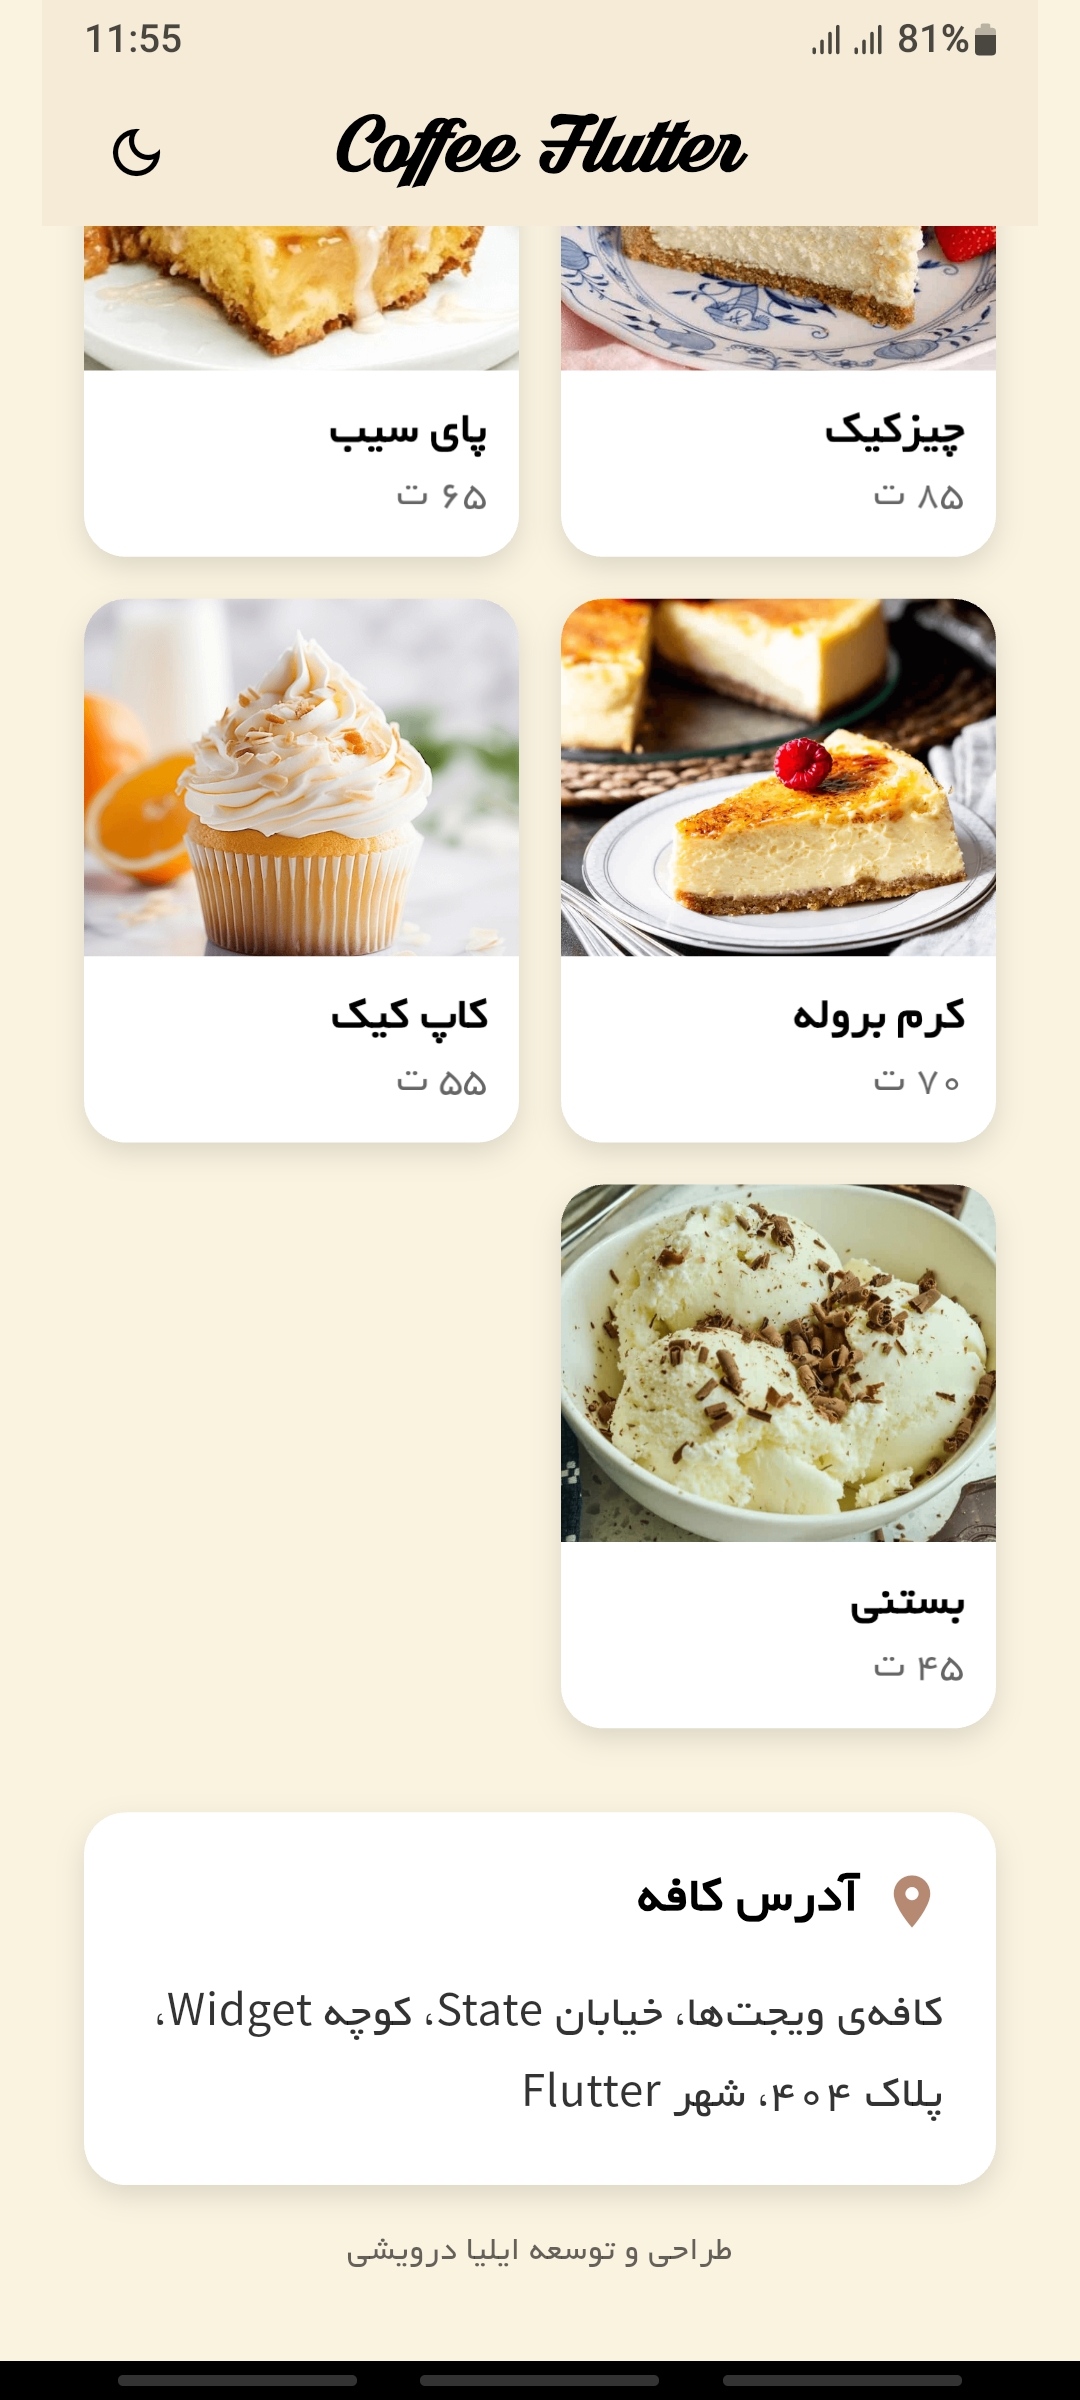 11:55
81%
Coffee Flutter
چیزکیک
۸۵ ت
پای سیب
۶۵ ت
کرم بروله
۷۰ ت
کاپ کیک
۵۵ ت
بستنی
۴۵ ت
آدرس کافه
کافه‌ی ویجت‌ها، خیابان State، کوچه Widget،
پلاک ۴۰۴، شهر Flutter
طراحی و توسعه ایلیا درویشی